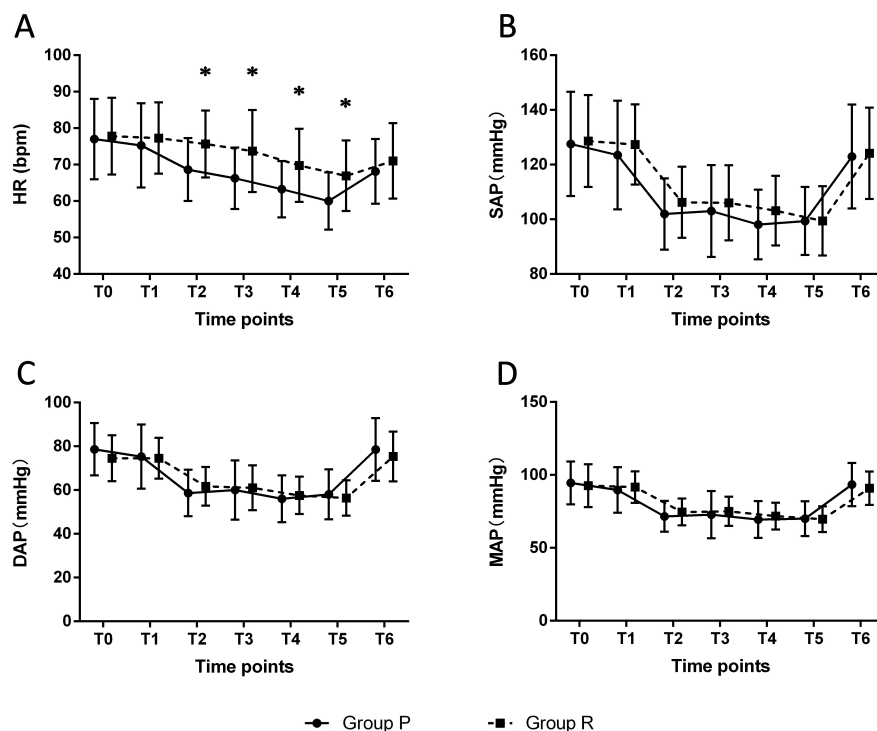 A
HR (bpm)
100
90
80
70
60
50
40
* * * *
T0 T1 T2 T3 T4 T5 T6
Time points
B
SAP（mmHg）
160
140
120
100
80
T0 T1 T2 T3 T4 T5 T6
Time points
C
DAP（mmHg）
100
80
60
40
20
0
T0 T1 T2 T3 T4 T5 T6
Time points
D
MAP（mmHg）
150
100
50
0
T0 T1 T2 T3 T4 T5 T6
Time points
Group P Group R